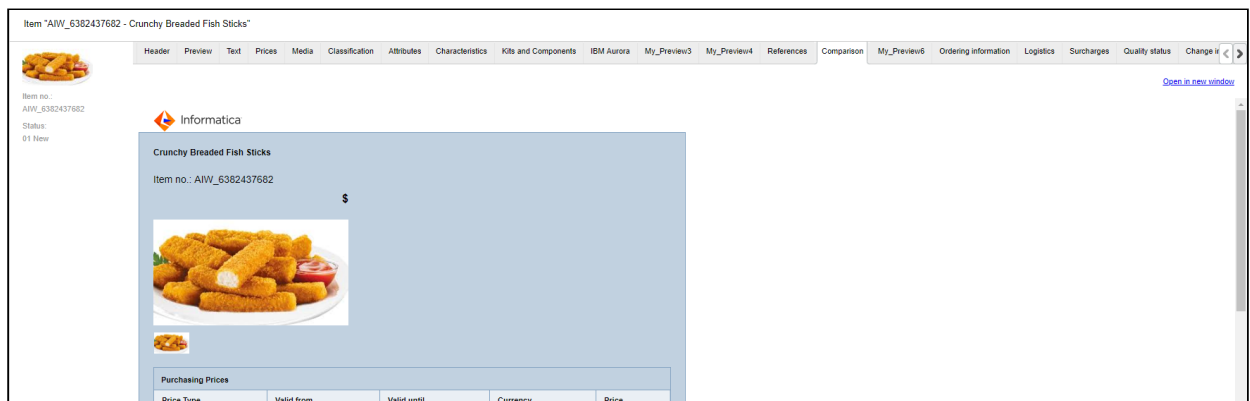 Item "AIW_6382437682 - Crunchy Breaded Fish Sticks"
Header Preview Text Prices Media Classification Attributes Characteristics Kits and Components IBM Aurora My_Preview3 My_Preview4 References Comparison My_Preview6 Ordering information Logistics Surcharges Quality status Change
Open in new window
Item no.:
AIW_6382437682
Status:
01 New
Informatica
Crunchy Breaded Fish Sticks
Item no.: AIW_6382437682
$
Purchasing Prices
Price Type Valid from Valid until Currency Price